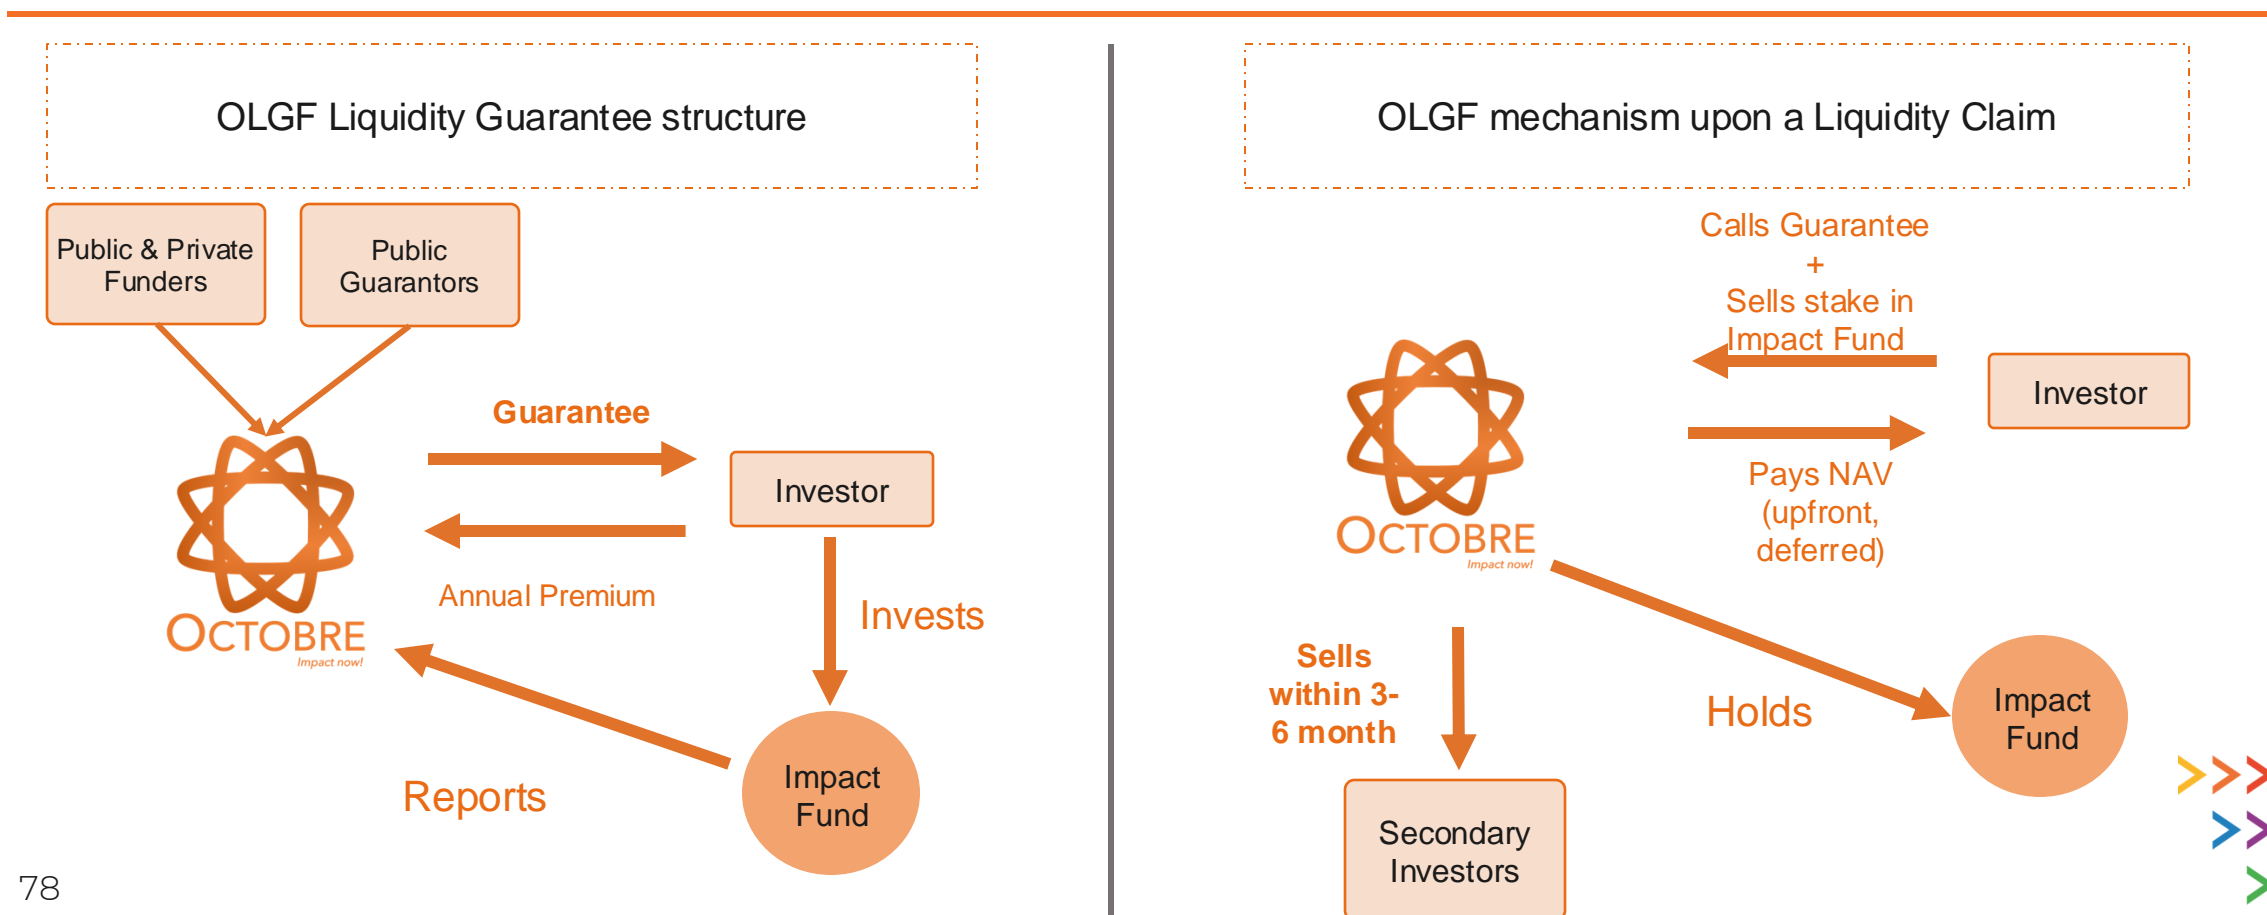 OLGF Liquidity Guarantee structure
Public & Private
Funders
Public
Guarantors
Guarantee
Investor
Annual Premium
Invests
OCTOBRE
Impact now!
Reports
Impact
Fund
78
OLGF mechanism upon a Liquidity Claim
Calls Guarantee
+
Sells stake in
Impact Fund
Investor
Pays NAV
(upfront,
deferred)
OCTOBRE
Impact now!
Sells
within 3-
6 month
Holds
Impact
Fund
Secondary
Investors